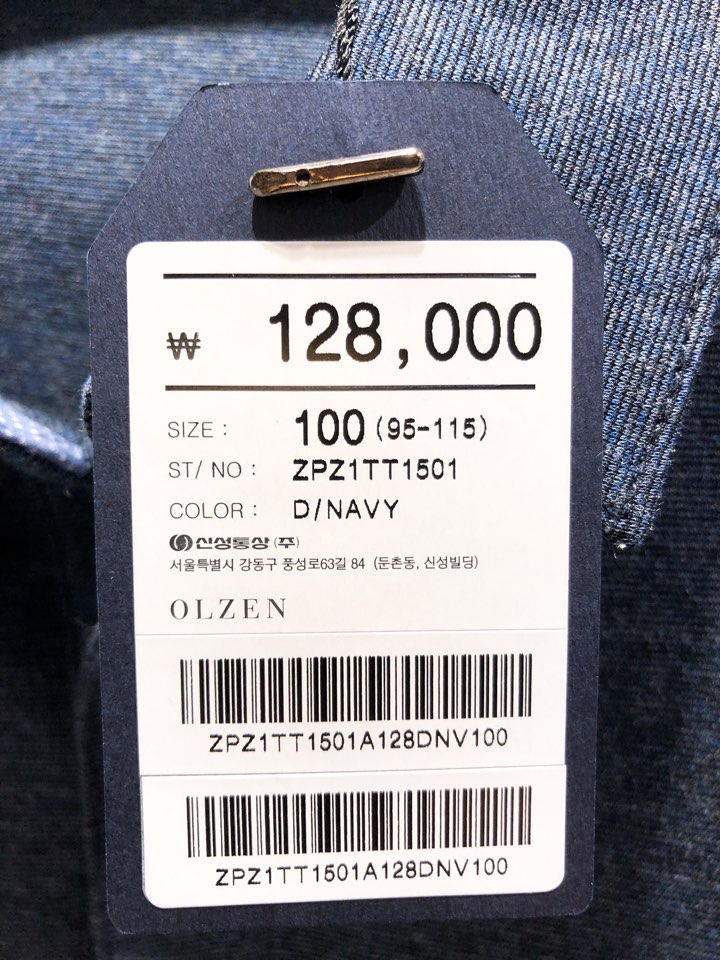 ₩ 128,000
SIZE : 100 (95-115)
ST/ NO : ZPZ1TT1501
COLOR : D/NAVY
신성통상 (주)
서울특별시 강동구 풍성로63길 84 (둔촌동, 신성빌딩)
OLZEN
ZPZ1TT1501A128DNV100
ZPZ1TT1501A128DNV100